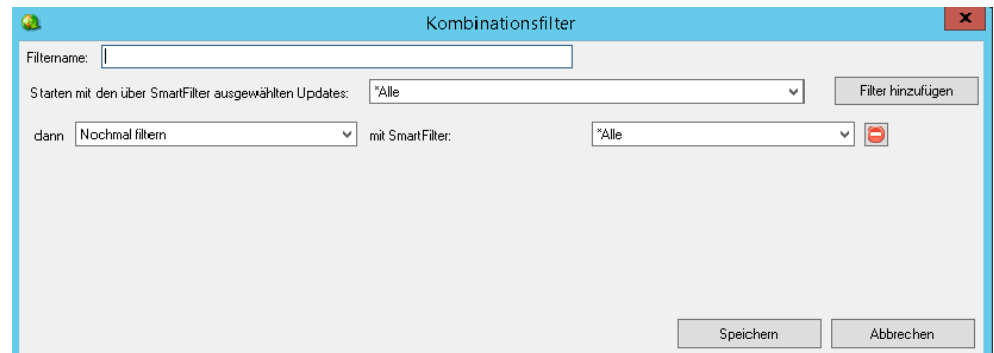 Kombinationsfilter
Filtername:
Starten mit den über SmartFilter ausgewählten Updates: *Alle Filter hinzufügen
dann Nochmal filtern mit SmartFilter: *Alle
Speichern Abbrechen